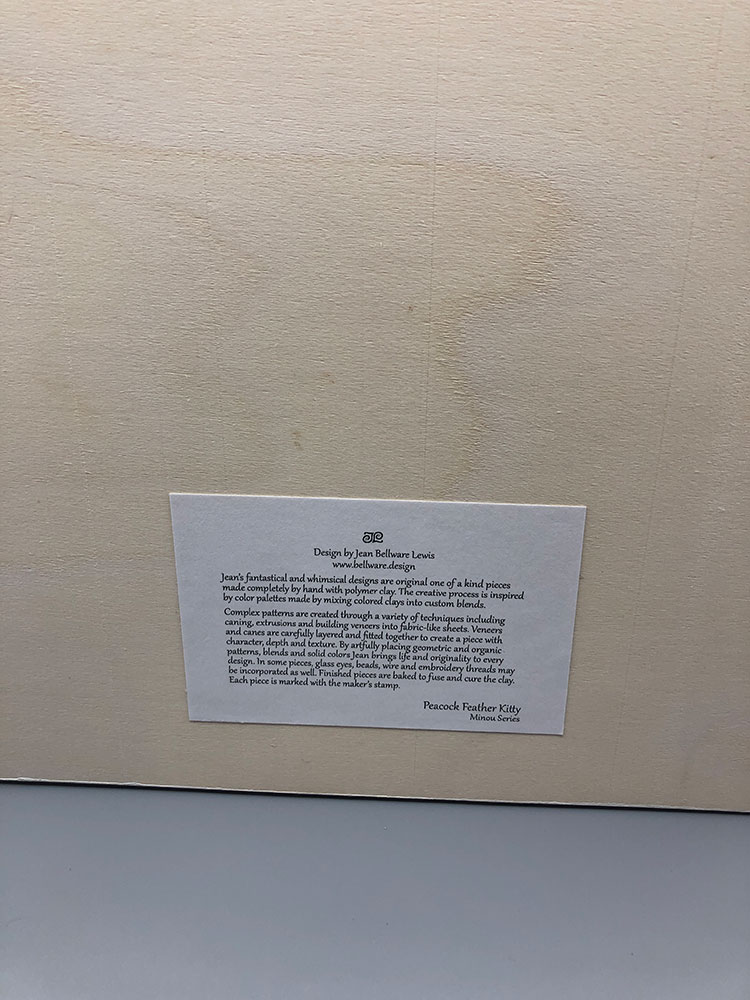 JL
Design by Jean Bellware Lewis
www.bellware.design
Jean's fantastical and whimsical designs are original one of a kind pieces
made completely by hand with polymer clay. The creative process is inspired
by color palettes made by mixing colored clays into custom blends.
Complex patterns are created through a variety of techniques including
caning, extrusions and building veneers into fabric-like sheets. Veneers
and canes are carefully layered and fitted together to create a piece with
character, depth and texture. By artfully placing geometric and organic
patterns, blends and solid colors Jean brings life and originality to every
design. In some pieces, glass eyes, beads, wire and embroidery threads may
be incorporated as well. Finished pieces are baked to fuse and cure the clay.
Each piece is marked with the maker's stamp.
Peacock Feather Kitty
Minou Series